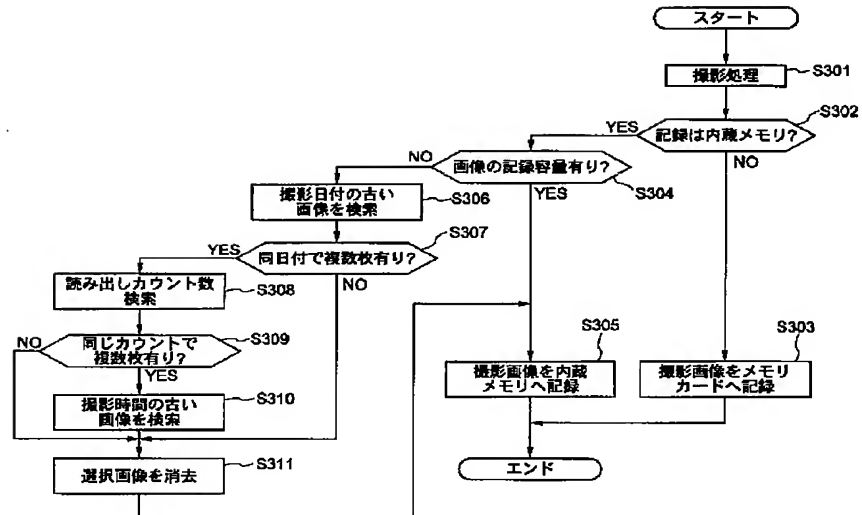 スタート
撮影処理
S301
記録は内蔵メモリ?
S302
YES
NO
画像の記録容量有り?
S304
NO
YES
撮影日付の古い
画像を検索
S306
同日付で複数枚有り?
S307
YES
NO
読み出しカウント数
検索
S308
同じカウントで
複数枚有り?
S309
NO
YES
撮影時間の古い
画像を検索
S310
選択画像を消去
S311
撮影画像を内蔵
メモリへ記録
S305
撮影画像をメモリ
カードへ記録
S303
エンド